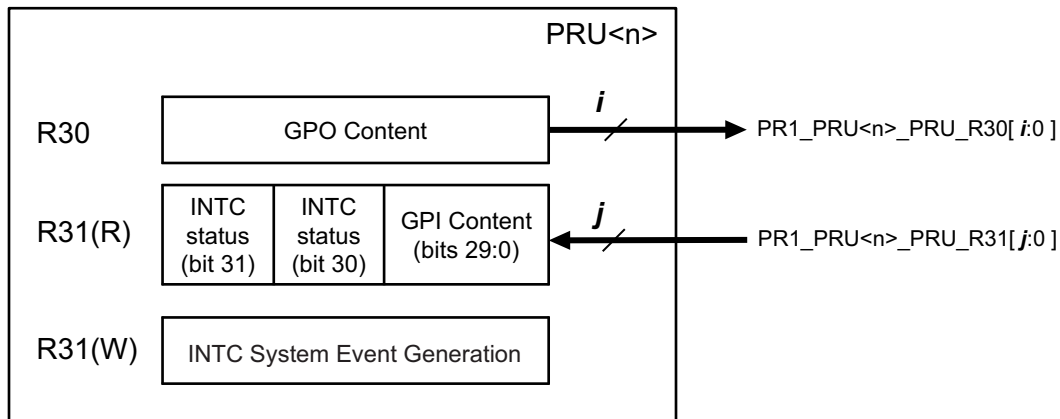 PRU<n>
i
R30
GPO Content
PR1_PRU<n>_PRU_R30[ i:0 ]
R31(R)
INTC
status
(bit 31)
INTC
status
(bit 30)
GPI Content
(bits 29:0)
j
PR1_PRU<n>_PRU_R31[ j:0 ]
R31(W)
INTC System Event Generation